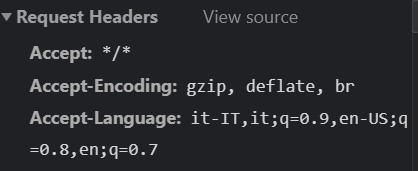 ▼ Request Headers View source
Accept: */*
Accept-Encoding: gzip, deflate, br
Accept-Language: it-IT,it;q=0.9,en-US;q
=0.8,en;q=0.7